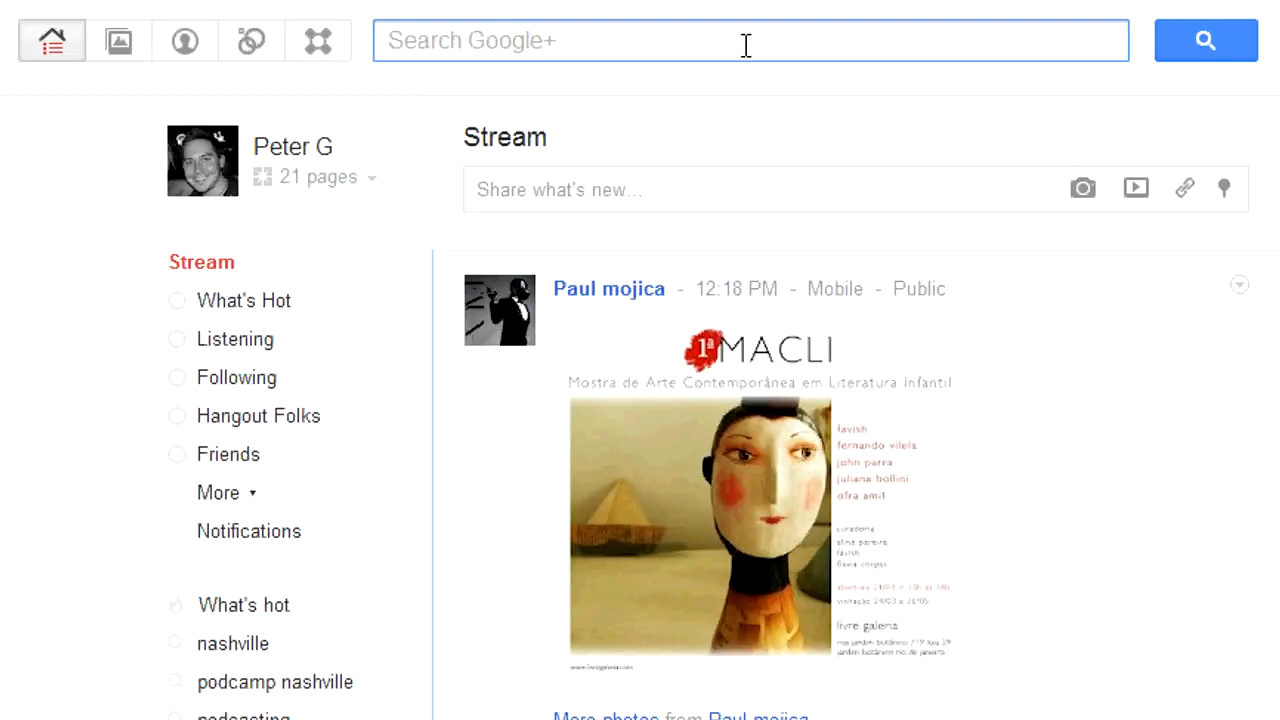 Search Google+
Peter G
21 pages
Stream
Share what's new...
Stream
What's Hot
Listening
Following
Hangout Folks
Friends
More
Notifications
What's hot
nashville
podcamp nashville
podcasting
Paul mojica - 12:18 PM - Mobile - Public
1ª MACLI
Mostra de Arte Contemporânea em Literatura Infantil
favish
fernando vilela
john parra
juliana bollini
ofra amit
livre galeria
More photos from Paul mojica